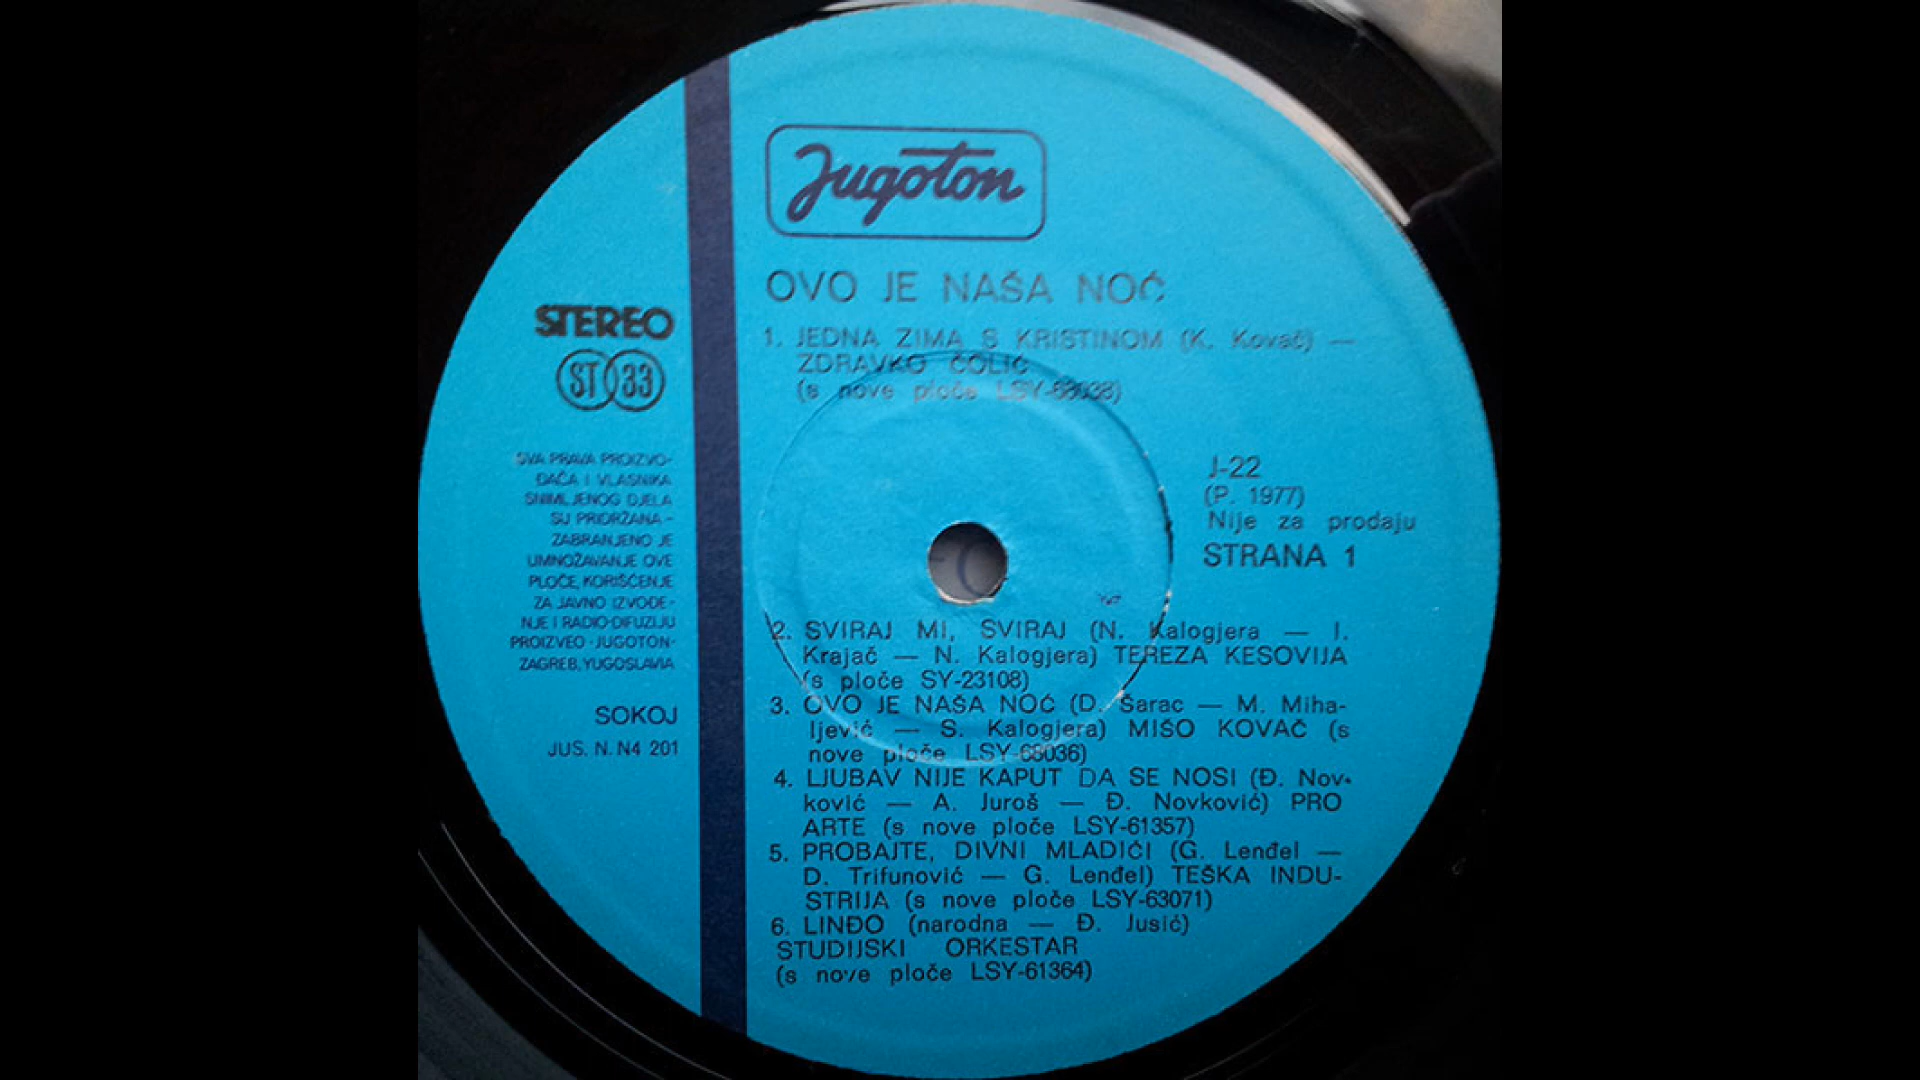 Jugoton
OVO JE NAŠA NOĆ
1. JEDNA ZIMA S KRISTINOM (K. Kovač) —
ZDRAVKO ČOLIĆ
(s nove ploče LSY-68038)
STEREO
ST 33
SVA PRAVA PROIZVO-
ĐAČA I VLASNIKA
SNIMLJENOG DJELA
SU PRIDRŽANA -
ZABRANJENO JE
UMNOŽAVANJE OVE
PLOČE, KORIŠĆENJE
ZA JAVNO IZVOĐE-
NJE I RADIO-DIFUZIJU
PROIZVEO - JUGOTON-
ZAGREB, YUGOSLAVIA
SOKOJ
JUS. N. N4 201
J-22
(P. 1977)
Nije za prodaju
STRANA 1
2. SVIRAJ MI, SVIRAJ (N. Kalogjera — I.
Krajač — N. Kalogjera) TEREZA KESOVIJA
(s ploče SY-23108)
3. OVO JE NAŠA NOĆ (D. Šarac — M. Miha-
ljević — S. Kalogjera) MIŠO KOVAČ (s
nove ploče LSY-68036)
4. LJUBAV NIJE KAPUT DA SE NOSI (Đ. Nov-
ković — A. Juroš — Đ. Novković) PRO
ARTE (s nove ploče LSY-61357)
5. PROBAJTE, DIVNI MLADIĆI (G. Lenđel —
D. Trifunović — G. Lenđel) TEŠKA INDU-
STRIJA (s nove ploče LSY-63071)
6. LINĐO (narodna — Đ. Jusić)
STUDIJSKI ORKESTAR
(s nove ploče LSY-61364)